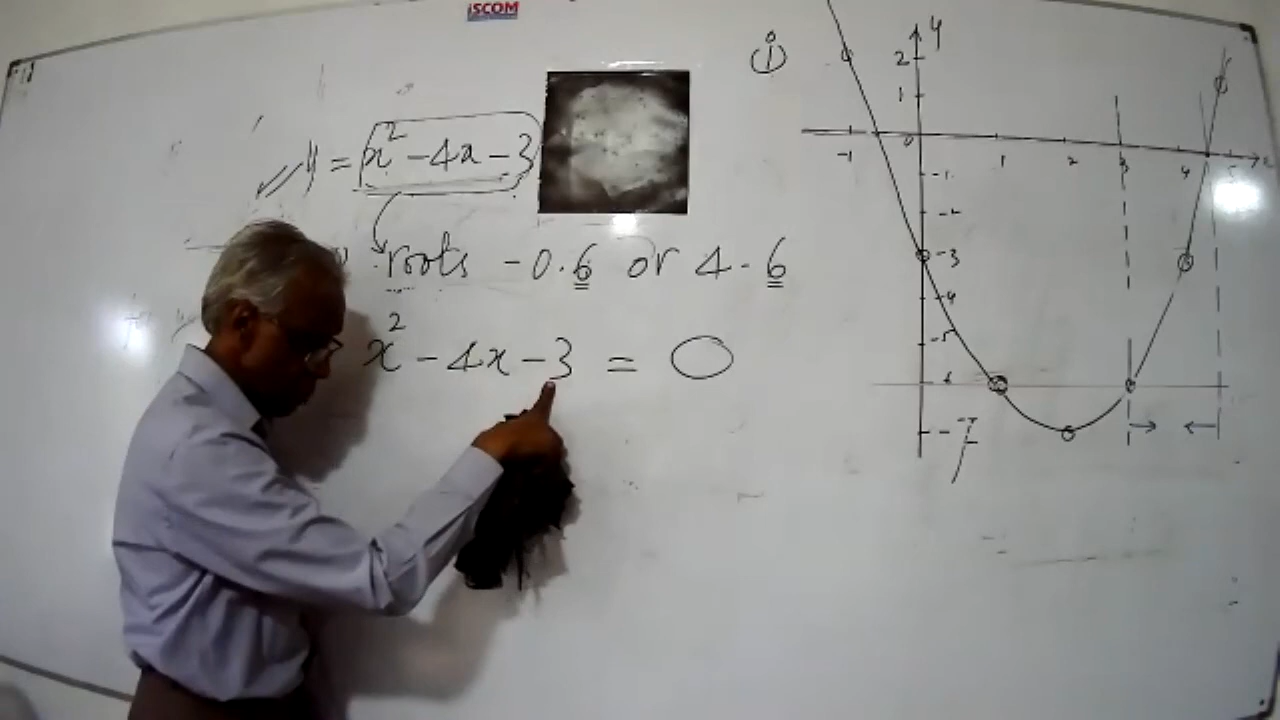 iSCOM
y = x² - 4x - 3
roots -0.6 or 4.6
x² - 4x - 3 = 0
i
y
2
1
-1 0 1 2 3 4 5
-1
-2
-3
-4
-5
-6
-7